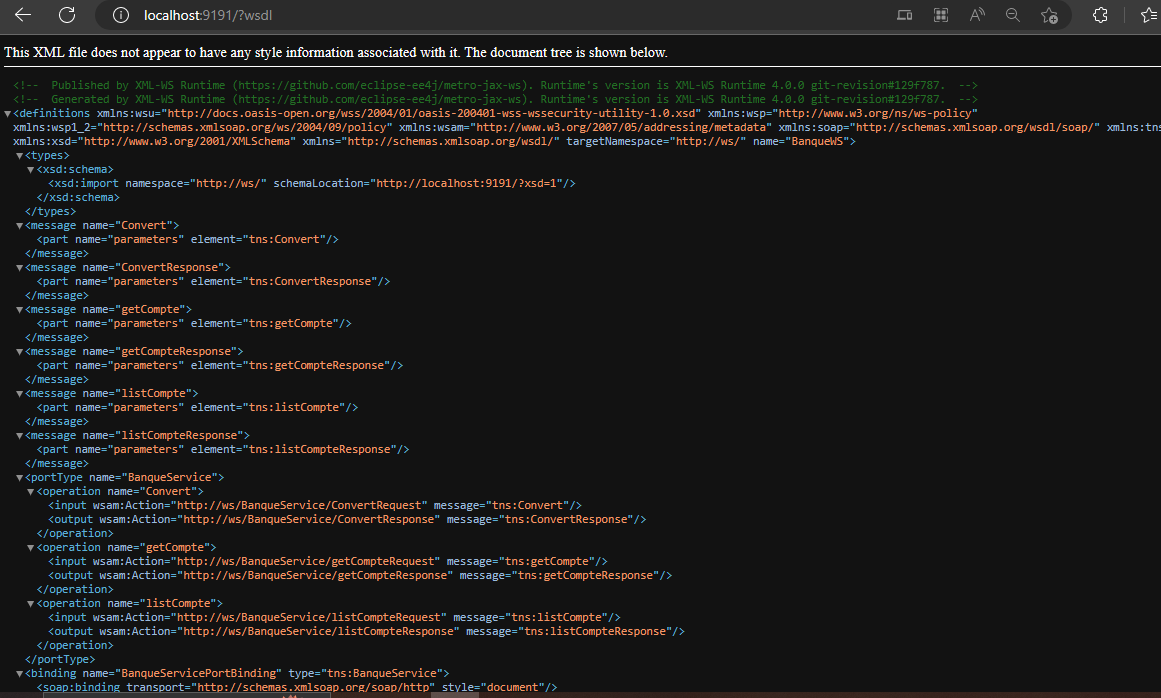 localhost:9191/?wsdl
This XML file does not appear to have any style information associated with it. The document tree is shown below.
<!-- Published by XML-WS Runtime (https://github.com/eclipse-ee4j/metro-jax-ws). Runtime's version is XML-WS Runtime 4.0.0 git-revision#129f787. -->
<!-- Generated by XML-WS Runtime (https://github.com/eclipse-ee4j/metro-jax-ws). Runtime's version is XML-WS Runtime 4.0.0 git-revision#129f787. -->
▼<definitions xmlns:wsu="http://docs.oasis-open.org/wss/2004/01/oasis-200401-wss-wssecurity-utility-1.0.xsd" xmlns:wsp="http://www.w3.org/ns/ws-policy"
xmlns:wsp1_2="http://schemas.xmlsoap.org/ws/2004/09/policy" xmlns:wsam="http://www.w3.org/2007/05/addressing/metadata" xmlns:soap="http://schemas.xmlsoap.org/wsdl/soap/" xmlns:tns
xmlns:xsd="http://www.w3.org/2001/XMLSchema" xmlns="http://schemas.xmlsoap.org/wsdl/" targetNamespace="http://ws/" name="BanqueWS">
▼<types>
▼<xsd:schema>
<xsd:import namespace="http://ws/" schemaLocation="http://localhost:9191/?xsd=1"/>
</xsd:schema>
</types>
▼<message name="Convert">
<part name="parameters" element="tns:Convert"/>
</message>
▼<message name="ConvertResponse">
<part name="parameters" element="tns:ConvertResponse"/>
</message>
▼<message name="getCompte">
<part name="parameters" element="tns:getCompte"/>
</message>
▼<message name="getCompteResponse">
<part name="parameters" element="tns:getCompteResponse"/>
</message>
▼<message name="listCompte">
<part name="parameters" element="tns:listCompte"/>
</message>
▼<message name="listCompteResponse">
<part name="parameters" element="tns:listCompteResponse"/>
</message>
▼<portType name="BanqueService">
▼<operation name="Convert">
<input wsam:Action="http://ws/BanqueService/ConvertRequest" message="tns:Convert"/>
<output wsam:Action="http://ws/BanqueService/ConvertResponse" message="tns:ConvertResponse"/>
</operation>
▼<operation name="getCompte">
<input wsam:Action="http://ws/BanqueService/getCompteRequest" message="tns:getCompte"/>
<output wsam:Action="http://ws/BanqueService/getCompteResponse" message="tns:getCompteResponse"/>
</operation>
▼<operation name="listCompte">
<input wsam:Action="http://ws/BanqueService/listCompteRequest" message="tns:listCompte"/>
<output wsam:Action="http://ws/BanqueService/listCompteResponse" message="tns:listCompteResponse"/>
</operation>
</portType>
▼<binding name="BanqueServicePortBinding" type="tns:BanqueService">
<soap:binding transport="http://schemas.xmlsoap.org/soap/http" style="document"/>